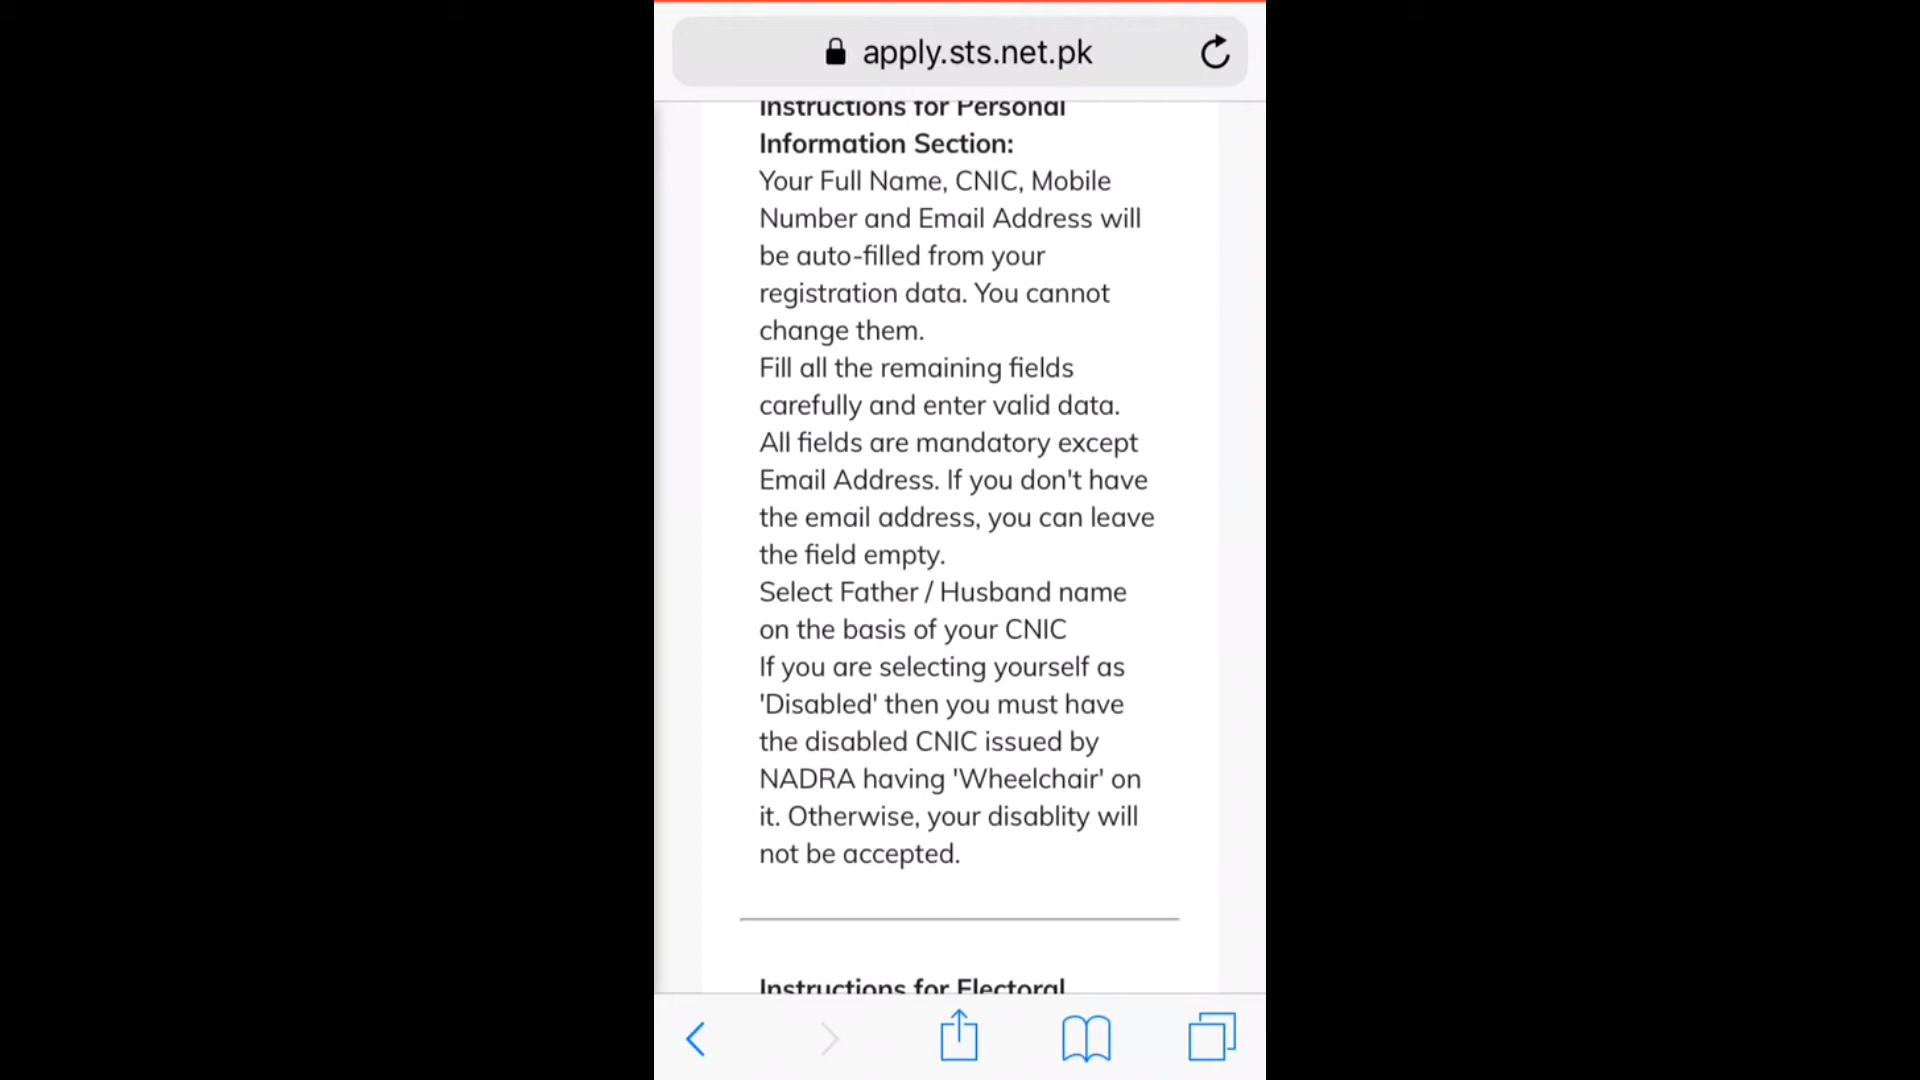 apply.sts.net.pk
Instructions for Personal
Information Section:
Your Full Name, CNIC, Mobile
Number and Email Address will
be auto-filled from your
registration data. You cannot
change them.
Fill all the remaining fields
carefully and enter valid data.
All fields are mandatory except
Email Address. If you don't have
the email address, you can leave
the field empty.
Select Father / Husband name
on the basis of your CNIC
If you are selecting yourself as
'Disabled' then you must have
the disabled CNIC issued by
NADRA having 'Wheelchair' on
it. Otherwise, your disablity will
not be accepted.
Instructions for Electoral